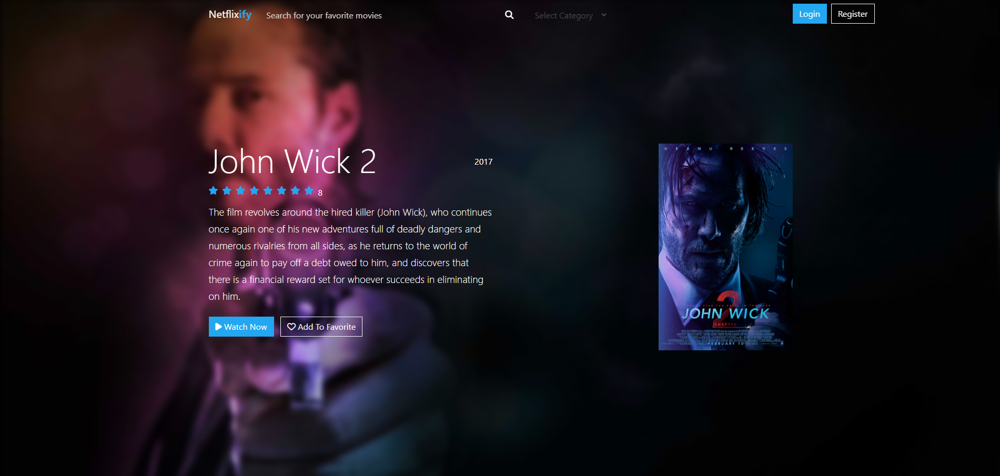 Netflixify
Search for your favorite movies
Select Category
Login
Register
John Wick 2
2017
8
The film revolves around the hired killer (John Wick), who continues
once again one of his new adventures full of deadly dangers and
numerous rivalries from all sides, as he returns to the world of
crime again to pay off a debt owed to him, and discovers that
there is a financial reward set for whoever succeeds in eliminating
on him.
Watch Now
Add To Favorite
KEANU REEVES
2
JOHN WICK
CHAPTER
FEBRUARY 10